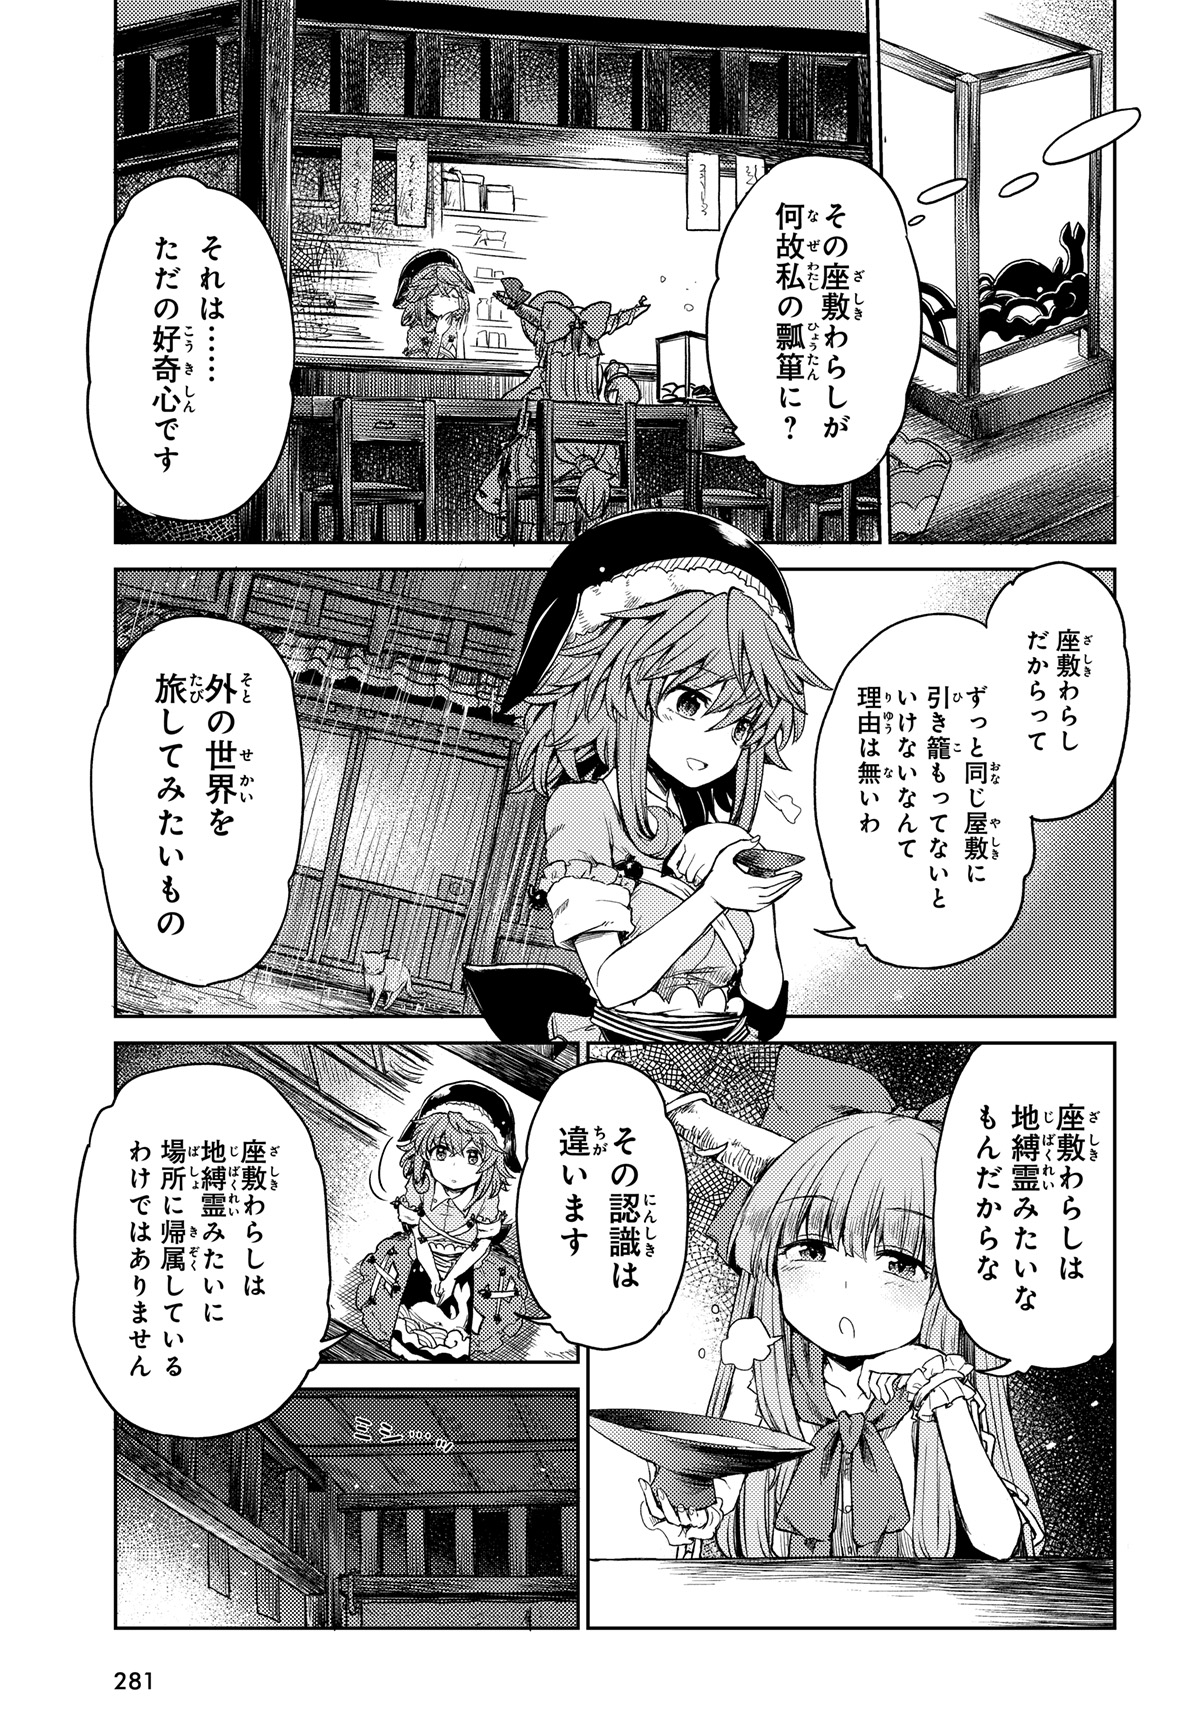 その座敷わらしが
何故私の瓢箪に?
それは……
ただの好奇心です
座敷わらし
だからって
ずっと同じ屋敷に
引き籠もってないと
いけないなんて
理由は無いわ
外の世界を
旅してみたいもの
座敷わらしは
地縛霊みたいな
もんだからな
その認識は
違います
座敷わらしは
地縛霊みたいに
場所に帰属している
わけではありません
ミシ…ッ
281